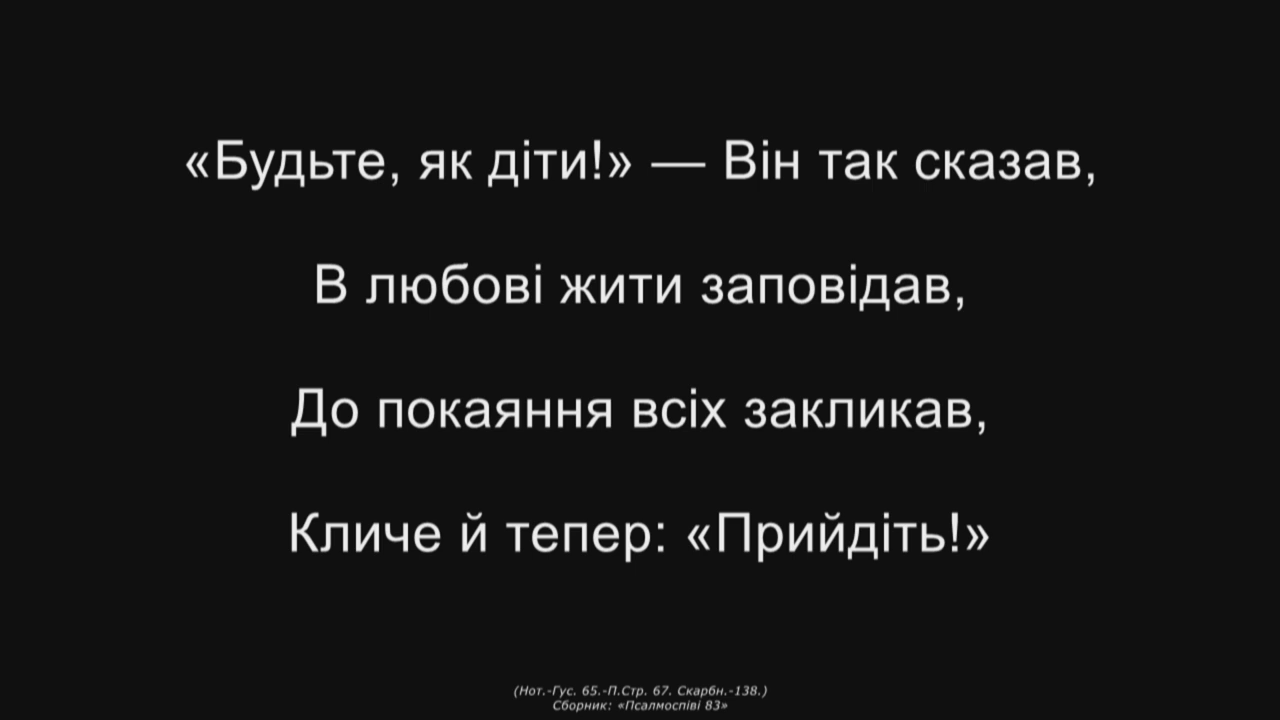 «Будьте, як діти!» — Він так сказав,
В любові жити заповідав,
До покаяння всіх закликав,
Кличе й тепер: «Прийдіть!»
(Нот.-Гус. 65.-П.Стр. 67. Скарбн.-138.)
Сборник: «Псалмоспіві 83»